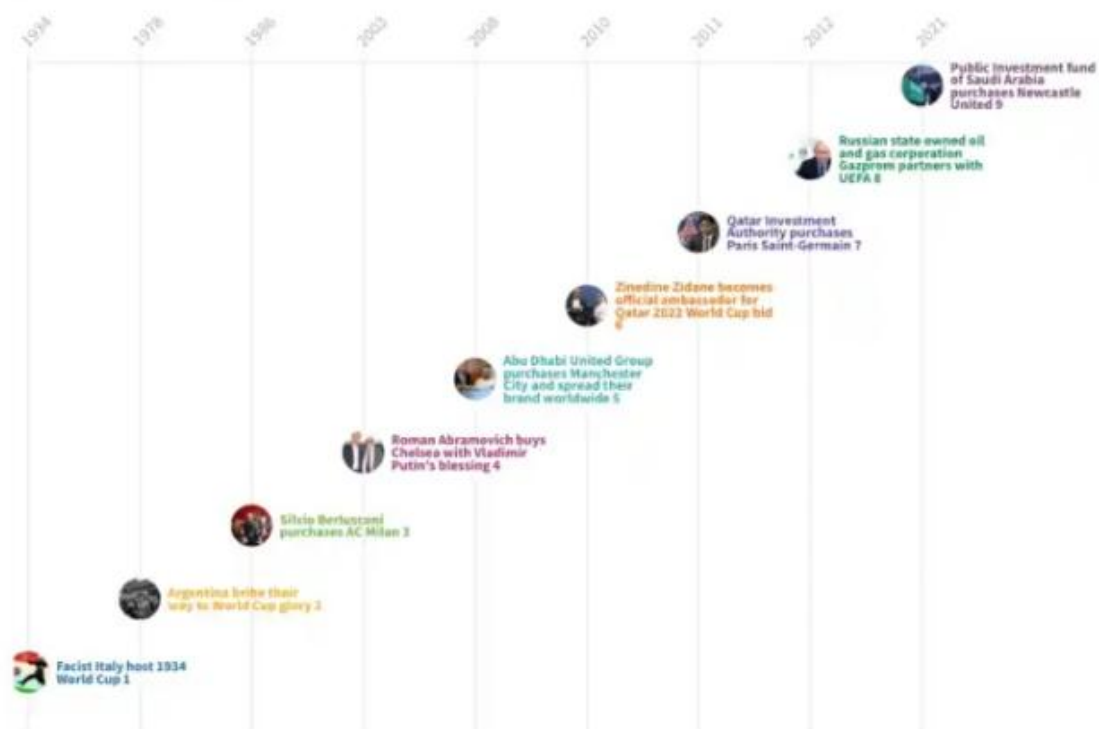 1934 1978 1986 2003 2008 2010 2011 2012 2021
Public Investment fund
of Saudi Arabia
purchases Newcastle
United 9
Russian state owned oil
and gas corporation
Gazprom partners with
UEFA 8
Qatar Investment
Authority purchases
Paris Saint-Germain 7
Zinedine Zidane becomes
official ambassador for
Qatar 2022 World Cup bid
6
Abu Dhabi United Group
purchases Manchester
City and spread their
brand worldwide 5
Roman Abramovich buys
Chelsea with Vladimir
Putin's blessing 4
Silvio Berlusconi
purchases AC Milan 3
Argentina bribe their
way to World Cup glory 2
Facist Italy host 1934
World Cup 1